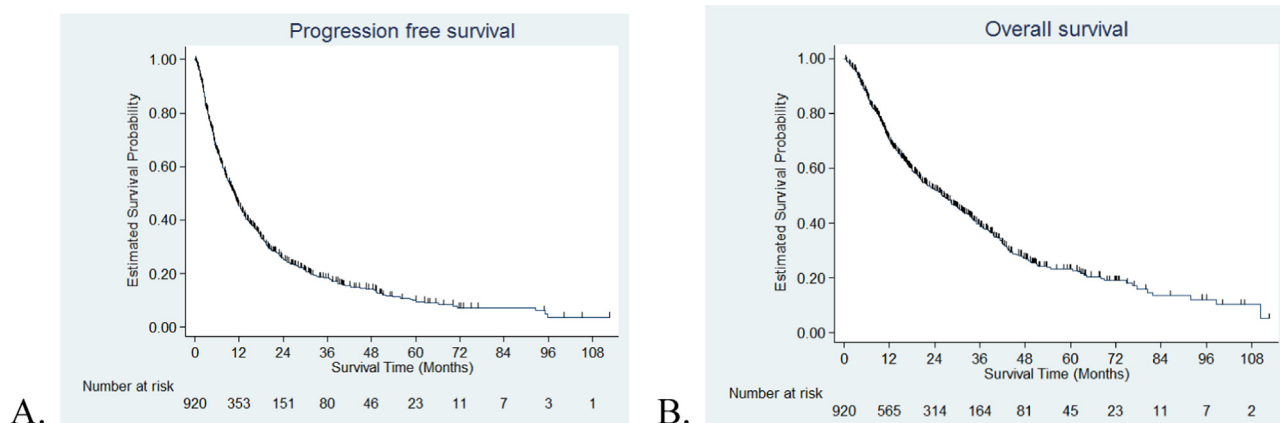 Progression free survival
Estimated Survival Probability
1.00
0.80
0.60
0.40
0.20
0.00
0 12 24 36 48 60 72 84 96 108
Survival Time (Months)
Number at risk
920 353 151 80 46 23 11 7 3 1
A.
Overall survival
Estimated Survival Probability
1.00
0.80
0.60
0.40
0.20
0.00
0 12 24 36 48 60 72 84 96 108
Survival Time (Months)
Number at risk
920 565 314 164 81 45 23 11 7 2
B.